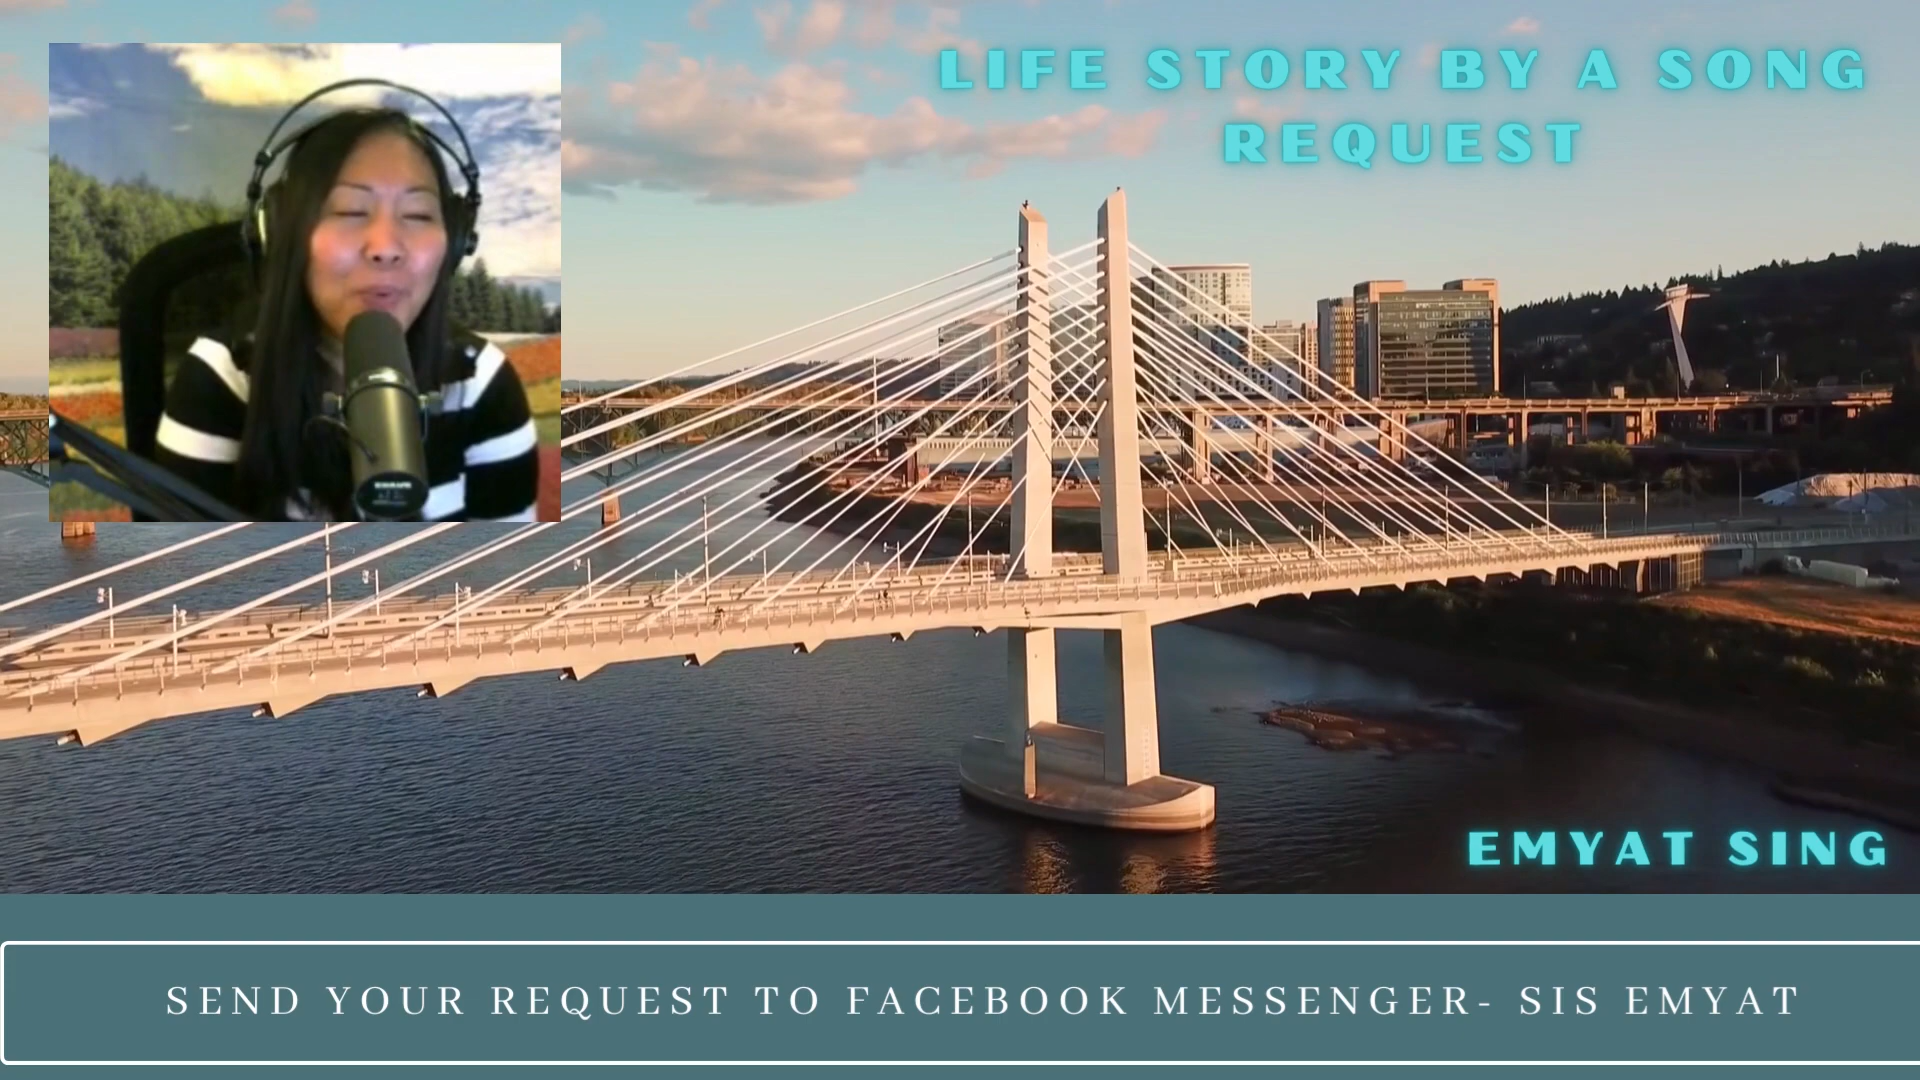 LIFE STORY BY A SONG
REQUEST
EMYAT SING
SEND YOUR REQUEST TO FACEBOOK MESSENGER- SIS EMYAT